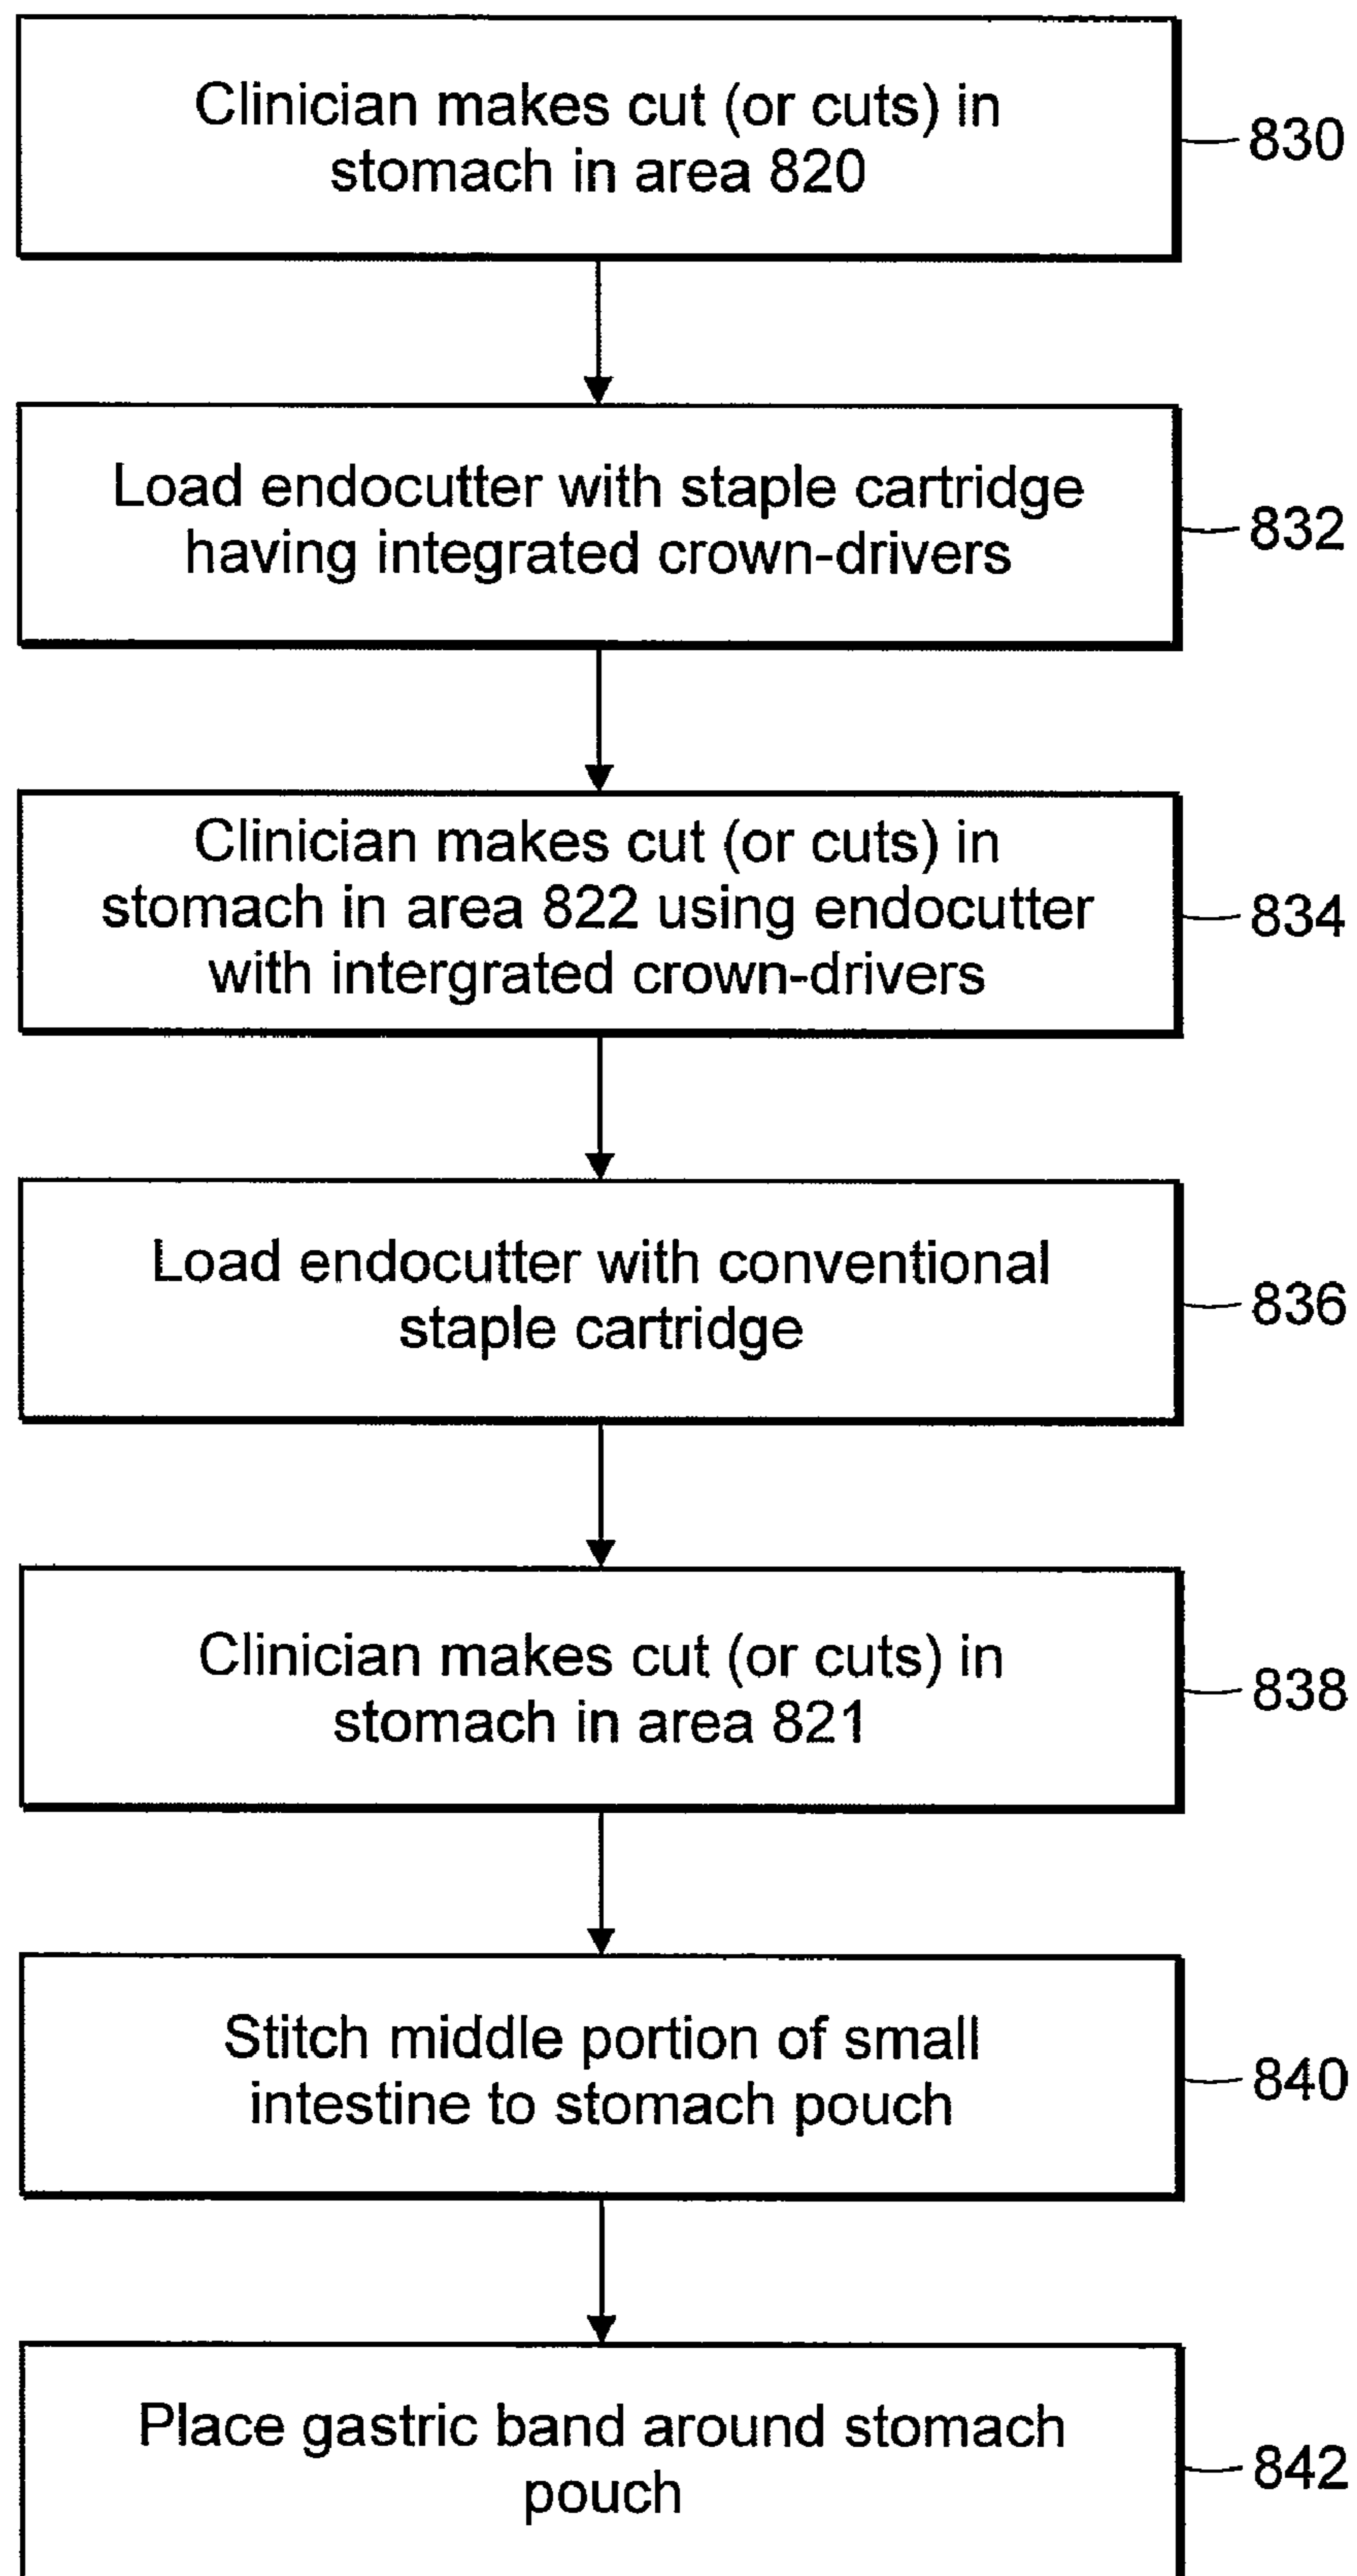 Clinician makes cut (or cuts) in
stomach in area 820
830
Load endocutter with staple cartridge
having integrated crown-drivers
832
Clinician makes cut (or cuts) in
stomach in area 822 using endocutter
with intergrated crown-drivers
834
Load endocutter with conventional
staple cartridge
836
Clinician makes cut (or cuts) in
stomach in area 821
838
Stitch middle portion of small
intestine to stomach pouch
840
Place gastric band around stomach
pouch
842